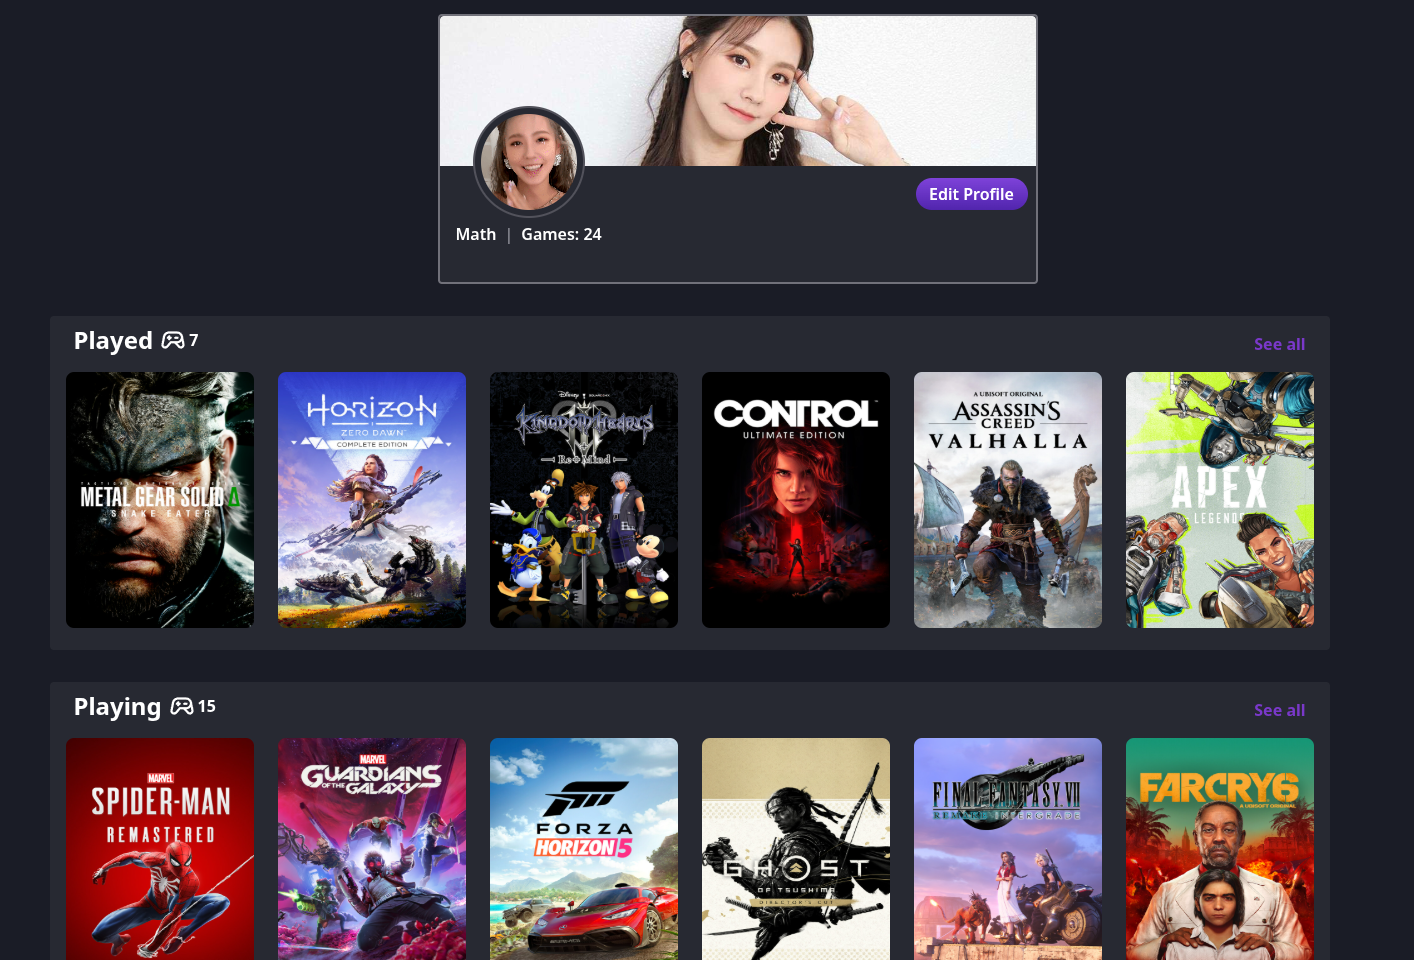 Edit Profile
Math | Games: 24
Played 7
See all
TACTICAL ESPIONAGE ACTION
METAL GEAR SOLID Δ
SNAKE EATER
HORIZON
ZERO DAWN
COMPLETE EDITION
Disney SQUARE ENIX
KINGDOM HEARTS
III
Re Mind
CONTROL
ULTIMATE EDITION
A UBISOFT ORIGINAL
ASSASSIN'S
CREED
VALHALLA
APEX
LEGENDS
Playing 15
See all
MARVEL
SPIDER-MAN
REMASTERED
MARVEL
GUARDIANS
OF THE GALAXY
FORZA
HORIZON 5
GHOST
OF TSUSHIMA
DIRECTOR'S CUT
FINAL FANTASY VII
REMAKE INTERGRADE
FARCRY6
A UBISOFT ORIGINAL